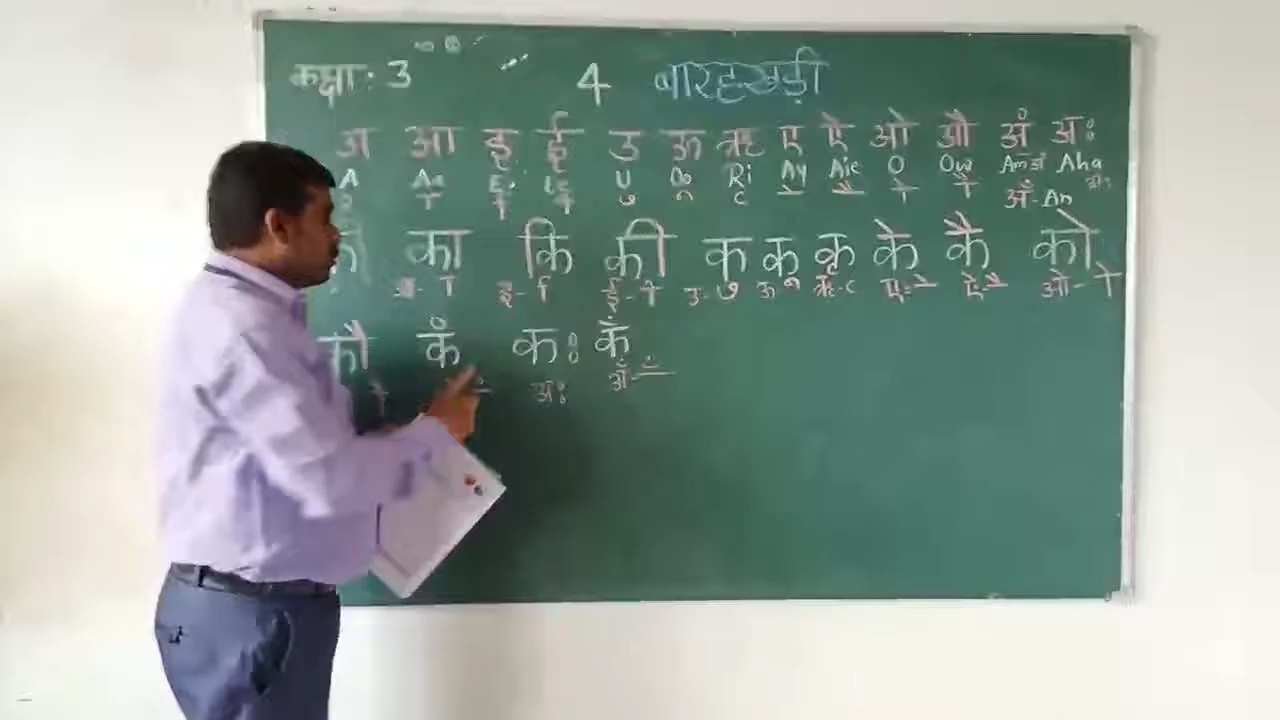 कक्षा : 3 4 बारहखड़ी
अ आ इ ई उ ऊ ऋ ए ऐ ओ औ अं अः
A Aa E Ee U Oo Ri Ay Aie O Ow Am Aha
ा ि ी ु ू ृ े ै ो ौ अँ - An
का कि की कु कू कृ के कै को
आ - ा इ - ि ई - ी उ - ु ऊ - ू ऋ - ृ ए - े ऐ - ै ओ - ो
कौ कं कः कँ
अः अँ - ँ